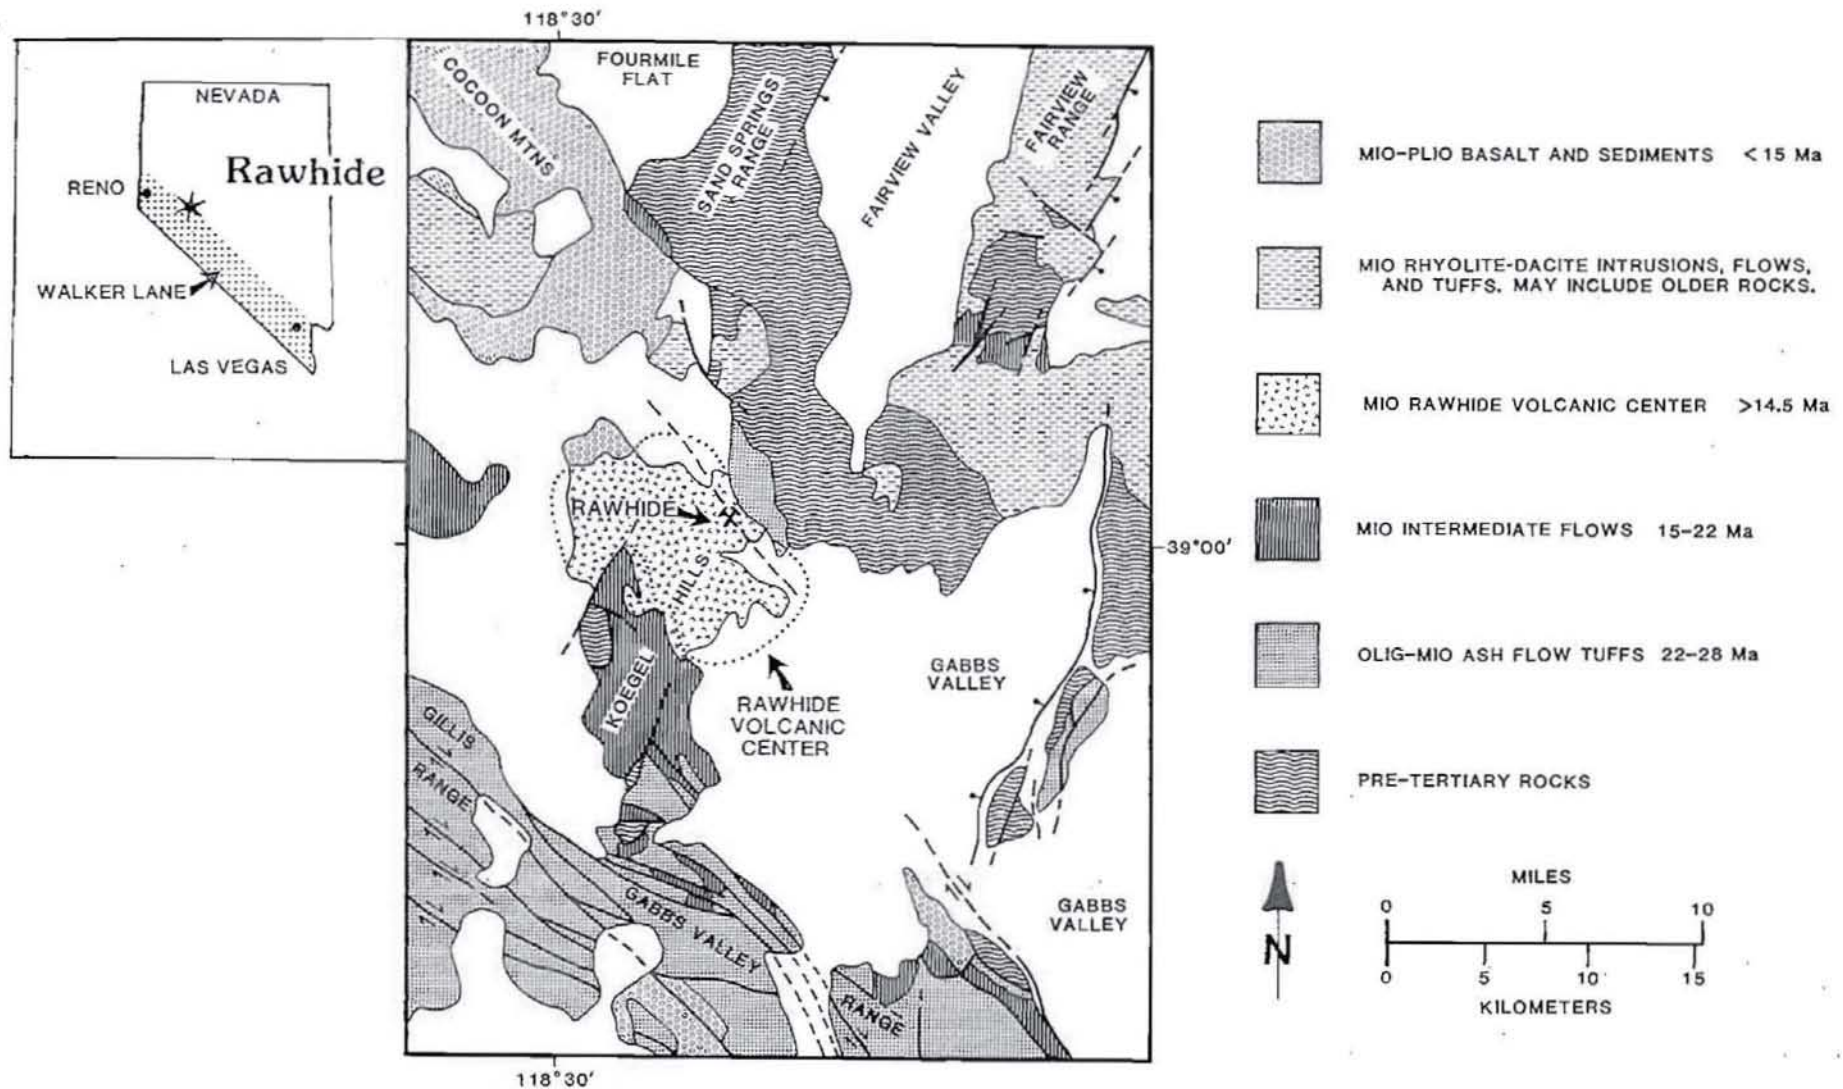 118°30'
NEVADA
Rawhide
RENO
WALKER LANE
LAS VEGAS
COCOON MTNS
FOURMILE
FLAT
SAND SPRINGS
RANGE
FAIRVIEW VALLEY
FAIRVIEW
RANGE
RAWHIDE
HILLS
KOEGEL
39°00'
RAWHIDE
VOLCANIC
CENTER
GABBS
VALLEY
GILLIS
RANGE
GABBS VALLEY
RANGE
GABBS
VALLEY
118°30'
MIO-PLIO BASALT AND SEDIMENTS <15 Ma
MIO RHYOLITE-DACITE INTRUSIONS, FLOWS,
AND TUFFS. MAY INCLUDE OLDER ROCKS.
MIO RAWHIDE VOLCANIC CENTER >14.5 Ma
MIO INTERMEDIATE FLOWS 15-22 Ma
OLIG-MIO ASH FLOW TUFFS 22-28 Ma
PRE-TERTIARY ROCKS
N
MILES
0 5 10
0 5 10 15
KILOMETERS